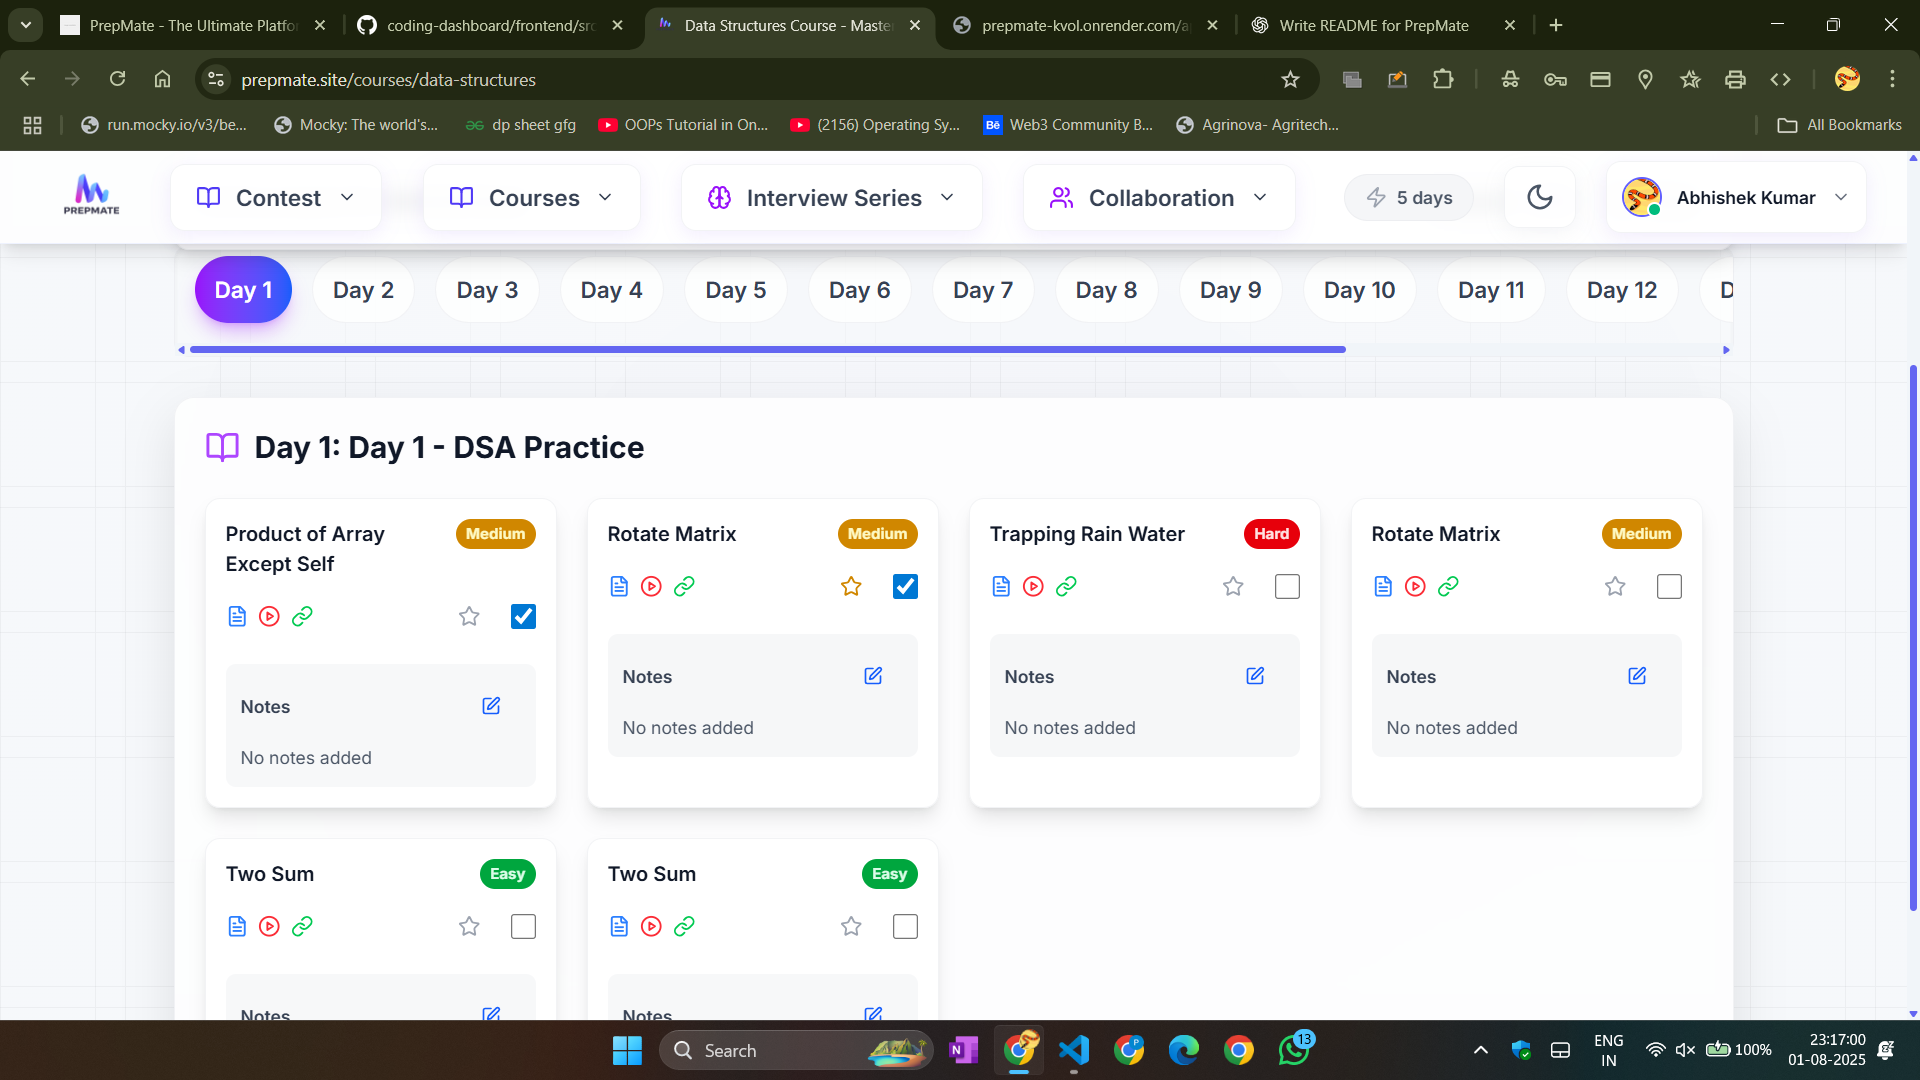 PrepMate - The Ultimate Platfo
coding-dashboard/frontend/src
Data Structures Course - Maste
prepmate-kvol.onrender.com/a
Write README for PrepMate
prepmate.site/courses/data-structures
run.mocky.io/v3/be...
Mocky: The world's...
dp sheet gfg
OOPs Tutorial in On...
(2156) Operating Sy...
Bē Web3 Community B...
Agrinova- Agritech...
All Bookmarks
PREPMATE
Contest
Courses
Interview Series
Collaboration
5 days
Abhishek Kumar
Day 1
Day 2
Day 3
Day 4
Day 5
Day 6
Day 7
Day 8
Day 9
Day 10
Day 11
Day 12
Day 1: Day 1 - DSA Practice
Product of Array
Except Self
Medium
Notes
No notes added
Rotate Matrix
Medium
Notes
No notes added
Trapping Rain Water
Hard
Notes
No notes added
Rotate Matrix
Medium
Notes
No notes added
Two Sum
Easy
Notes
Two Sum
Easy
Notes
Search
13
ENG
IN
100%
23:17:00
01-08-2025